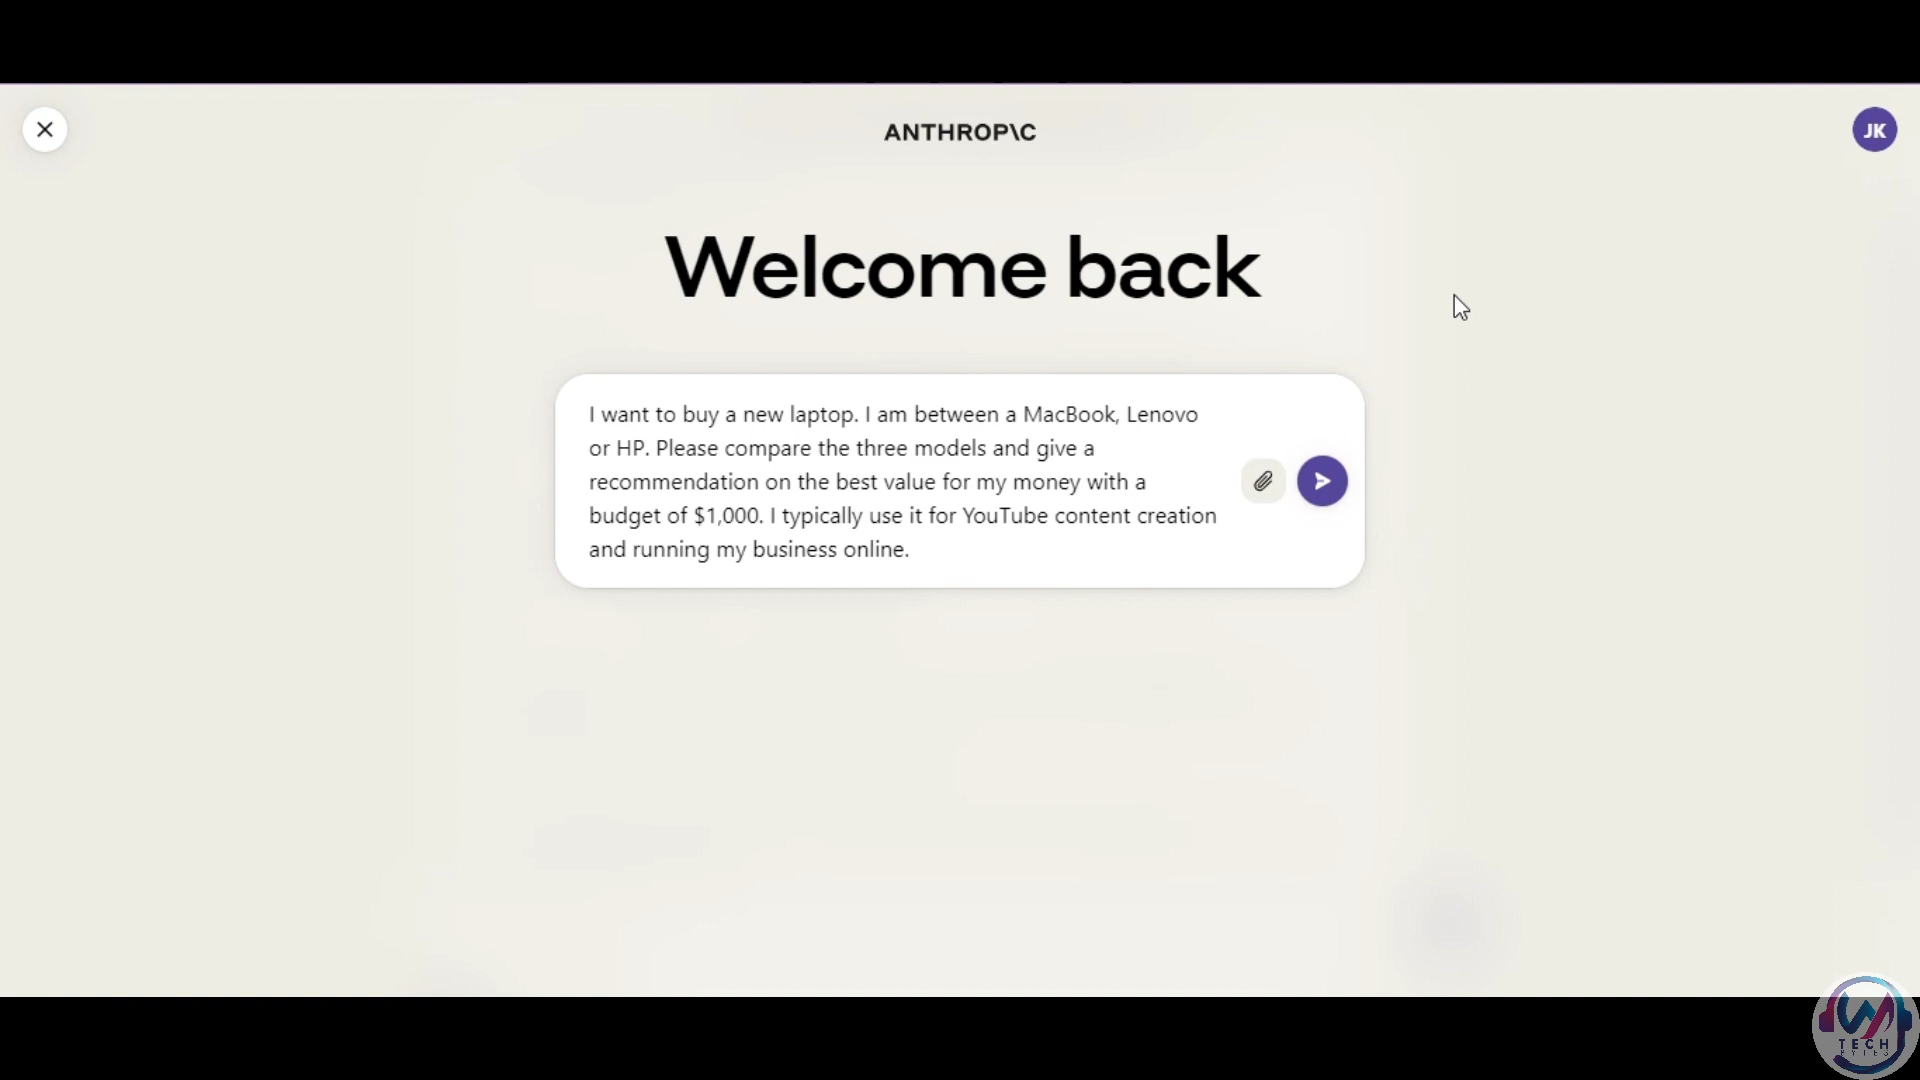 ANTHROP\C
JK
Welcome back
I want to buy a new laptop. I am between a MacBook, Lenovo
or HP. Please compare the three models and give a
recommendation on the best value for my money with a
budget of $1,000. I typically use it for YouTube content creation
and running my business online.
TECH
BYTES